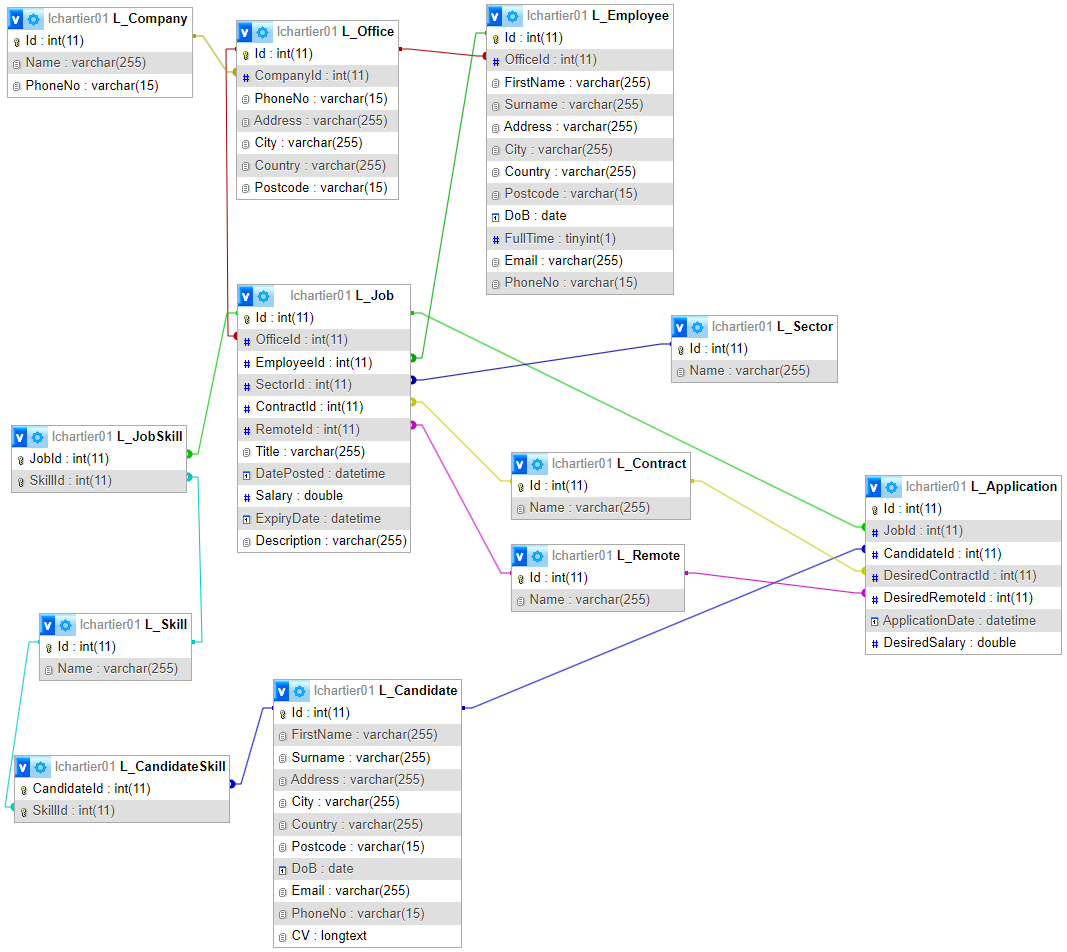 lchartier01 L_Company
Id : int(11)
Name : varchar(255)
PhoneNo : varchar(15)
lchartier01 L_Office
Id : int(11)
CompanyId : int(11)
PhoneNo : varchar(15)
Address : varchar(255)
City : varchar(255)
Country : varchar(255)
Postcode : varchar(15)
lchartier01 L_Employee
Id : int(11)
OfficeId : int(11)
FirstName : varchar(255)
Surname : varchar(255)
Address : varchar(255)
City : varchar(255)
Country : varchar(255)
Postcode : varchar(15)
DoB : date
FullTime : tinyint(1)
Email : varchar(255)
PhoneNo : varchar(15)
lchartier01 L_Job
Id : int(11)
OfficeId : int(11)
EmployeeId : int(11)
SectorId : int(11)
ContractId : int(11)
RemoteId : int(11)
Title : varchar(255)
DatePosted : datetime
Salary : double
ExpiryDate : datetime
Description : varchar(255)
lchartier01 L_Sector
Id : int(11)
Name : varchar(255)
lchartier01 L_JobSkill
JobId : int(11)
SkillId : int(11)
lchartier01 L_Contract
Id : int(11)
Name : varchar(255)
lchartier01 L_Application
Id : int(11)
JobId : int(11)
CandidateId : int(11)
DesiredContractId : int(11)
DesiredRemoteId : int(11)
ApplicationDate : datetime
DesiredSalary : double
lchartier01 L_Remote
Id : int(11)
Name : varchar(255)
lchartier01 L_Skill
Id : int(11)
Name : varchar(255)
lchartier01 L_Candidate
Id : int(11)
FirstName : varchar(255)
Surname : varchar(255)
Address : varchar(255)
City : varchar(255)
Country : varchar(255)
Postcode : varchar(15)
DoB : date
Email : varchar(255)
PhoneNo : varchar(15)
CV : longtext
lchartier01 L_CandidateSkill
CandidateId : int(11)
SkillId : int(11)